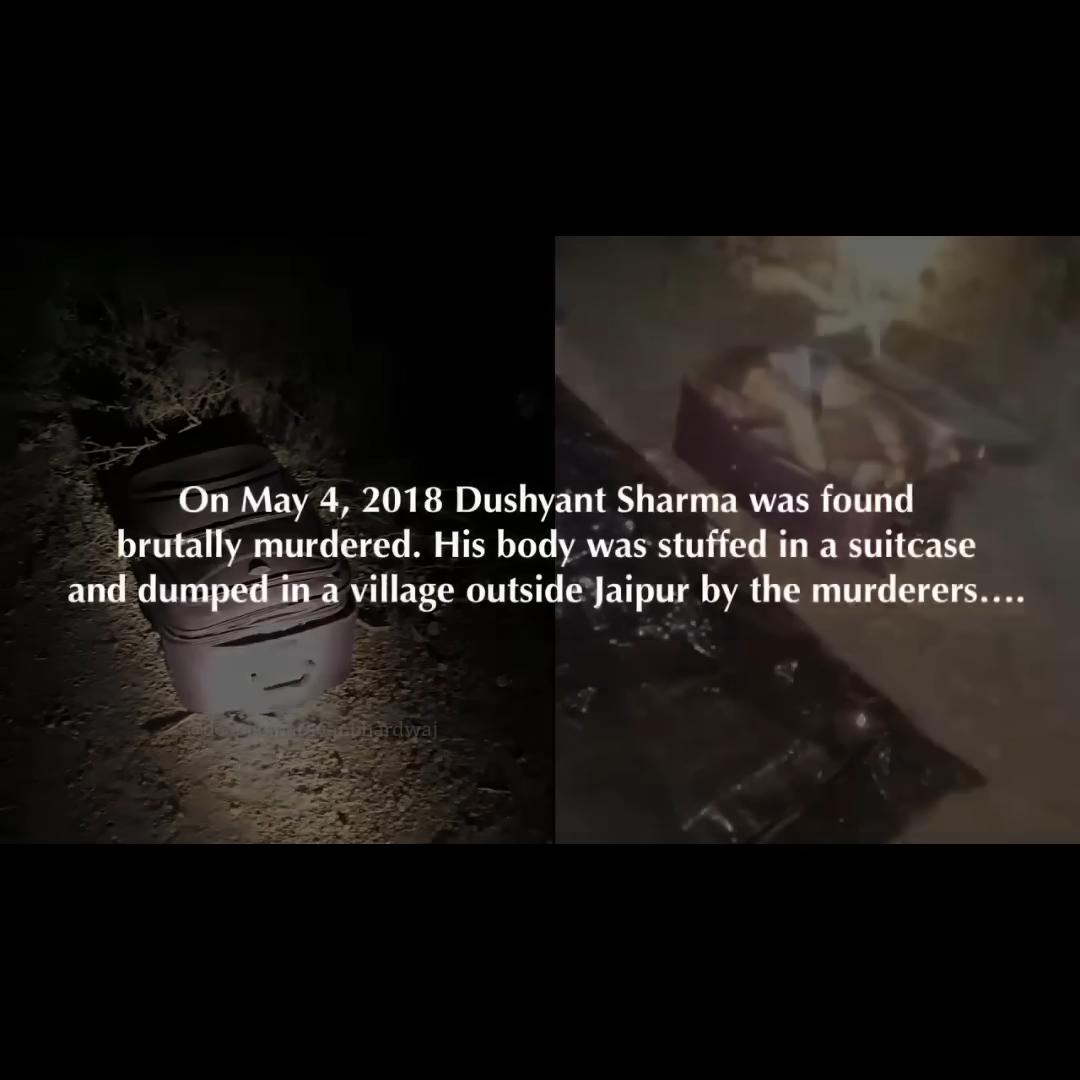 On May 4, 2018 Dushyant Sharma was found
brutally murdered. His body was stuffed in a suitcase
and dumped in a village outside Jaipur by the murderers....